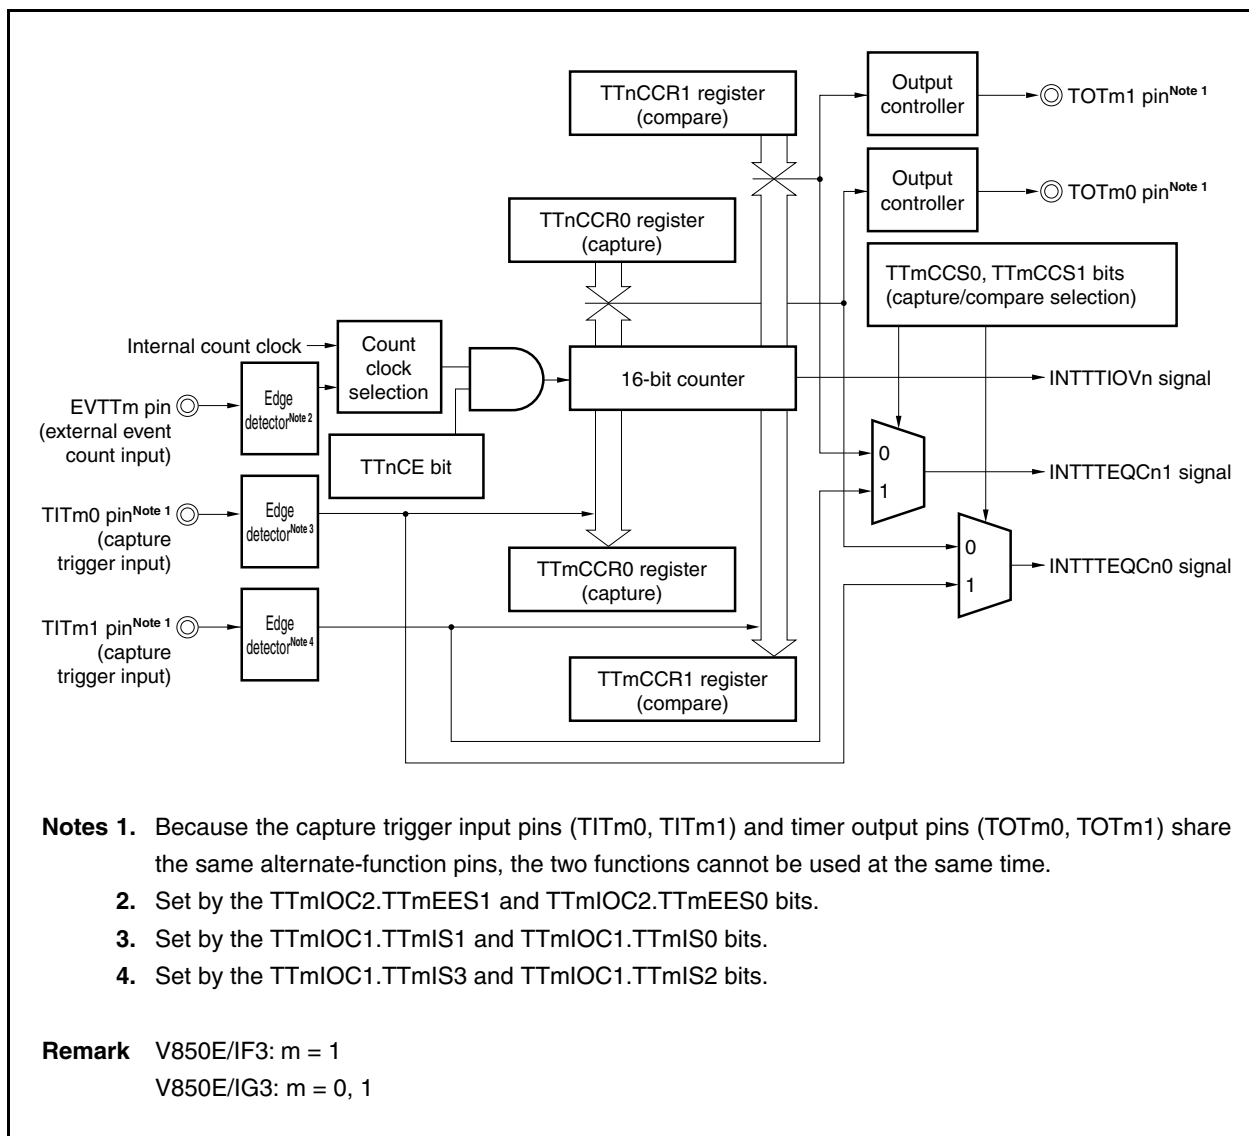 TTnCCR1 register
(compare)
Output
controller
TOTm1 pinNote 1
Output
controller
TOTm0 pinNote 1
TTnCCR0 register
(capture)
TTmCCS0, TTmCCS1 bits
(capture/compare selection)
Internal count clock
Count
clock
selection
16-bit counter
INTTTIOVn signal
EVTTm pin
(external event
count input)
Edge
detectorNote 2
TTnCE bit
0
1
INTTTEQCn1 signal
TITm0 pinNote 1
(capture
trigger input)
Edge
detectorNote 3
TTmCCR0 register
(capture)
0
1
INTTTEQCn0 signal
TITm1 pinNote 1
(capture
trigger input)
Edge
detectorNote 4
TTmCCR1 register
(compare)
Notes 1. Because the capture trigger input pins (TITm0, TITm1) and timer output pins (TOTm0, TOTm1) share
the same alternate-function pins, the two functions cannot be used at the same time.
2. Set by the TTmIOC2.TTmEES1 and TTmIOC2.TTmEES0 bits.
3. Set by the TTmIOC1.TTmIS1 and TTmIOC1.TTmIS0 bits.
4. Set by the TTmIOC1.TTmIS3 and TTmIOC1.TTmIS2 bits.
Remark V850E/IF3: m = 1
V850E/IG3: m = 0, 1